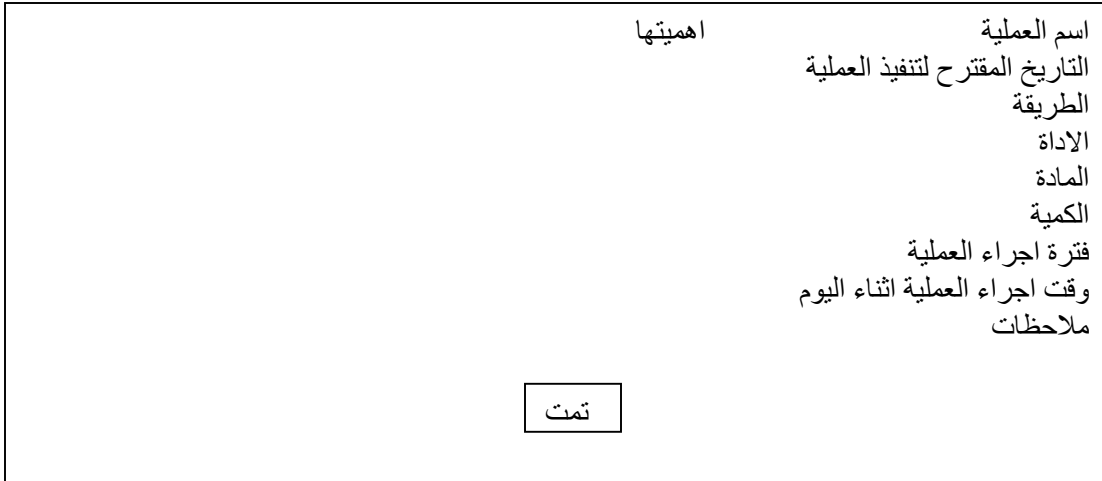 اسم العملية اهميتها
التاريخ المقترح لتنفيذ العملية
الطريقة
الاداة
المادة
الكمية
فترة اجراء العملية
وقت اجراء العملية اثناء اليوم
ملاحظات
تمت